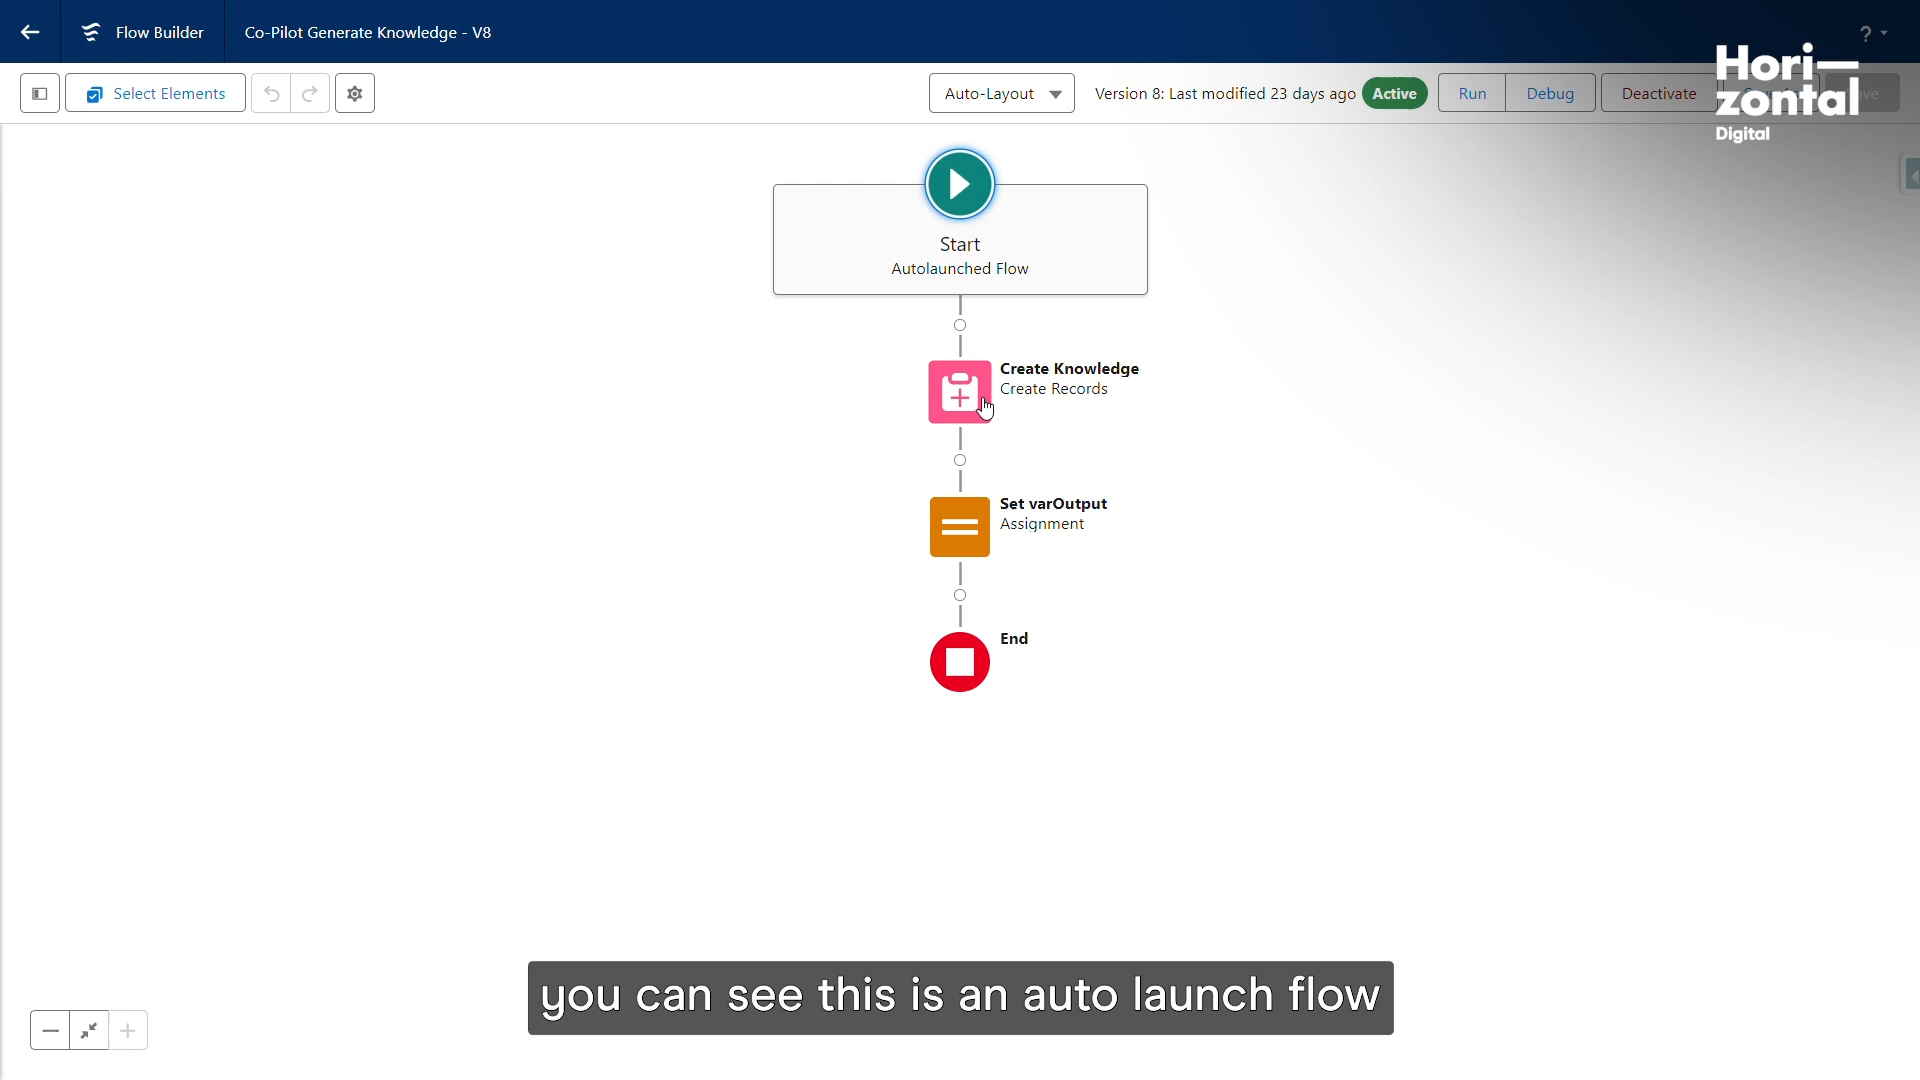 Flow Builder
Co-Pilot Generate Knowledge - V8
?
Hori-
zontal
Digital
Select Elements
Auto-Layout
Version 8: Last modified 23 days ago
Active
Run
Debug
Deactivate
Start
Autolaunched Flow
Create Knowledge
Create Records
Set varOutput
Assignment
End
you can see this is an auto launch flow